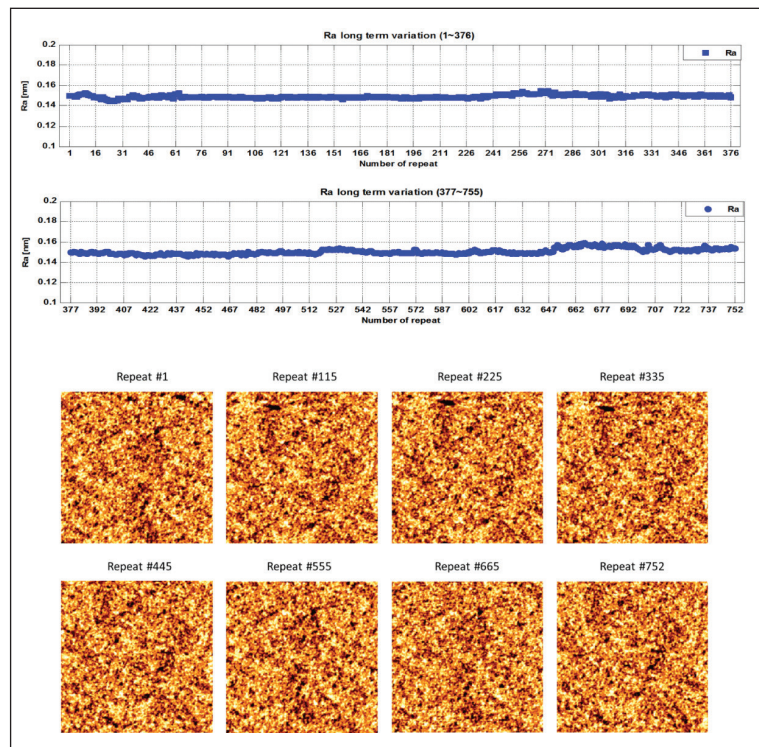 Ra long term variation (1~376)
0.2
0.18
0.16
0.14
0.12
0.1
Ra [nm]
Ra
1 16 31 46 61 76 91 106 121 136 151 166 181 196 211 226 241 256 271 286 301 316 331 346 361 376
Number of repeat
Ra long term variation (377~755)
0.2
0.18
0.16
0.14
0.12
0.1
Ra [nm]
Ra
377 392 407 422 437 452 467 482 497 512 527 542 557 572 587 602 617 632 647 662 677 692 707 722 737 752
Number of repeat
Repeat #1 Repeat #115 Repeat #225 Repeat #335
Repeat #445 Repeat #555 Repeat #665 Repeat #752